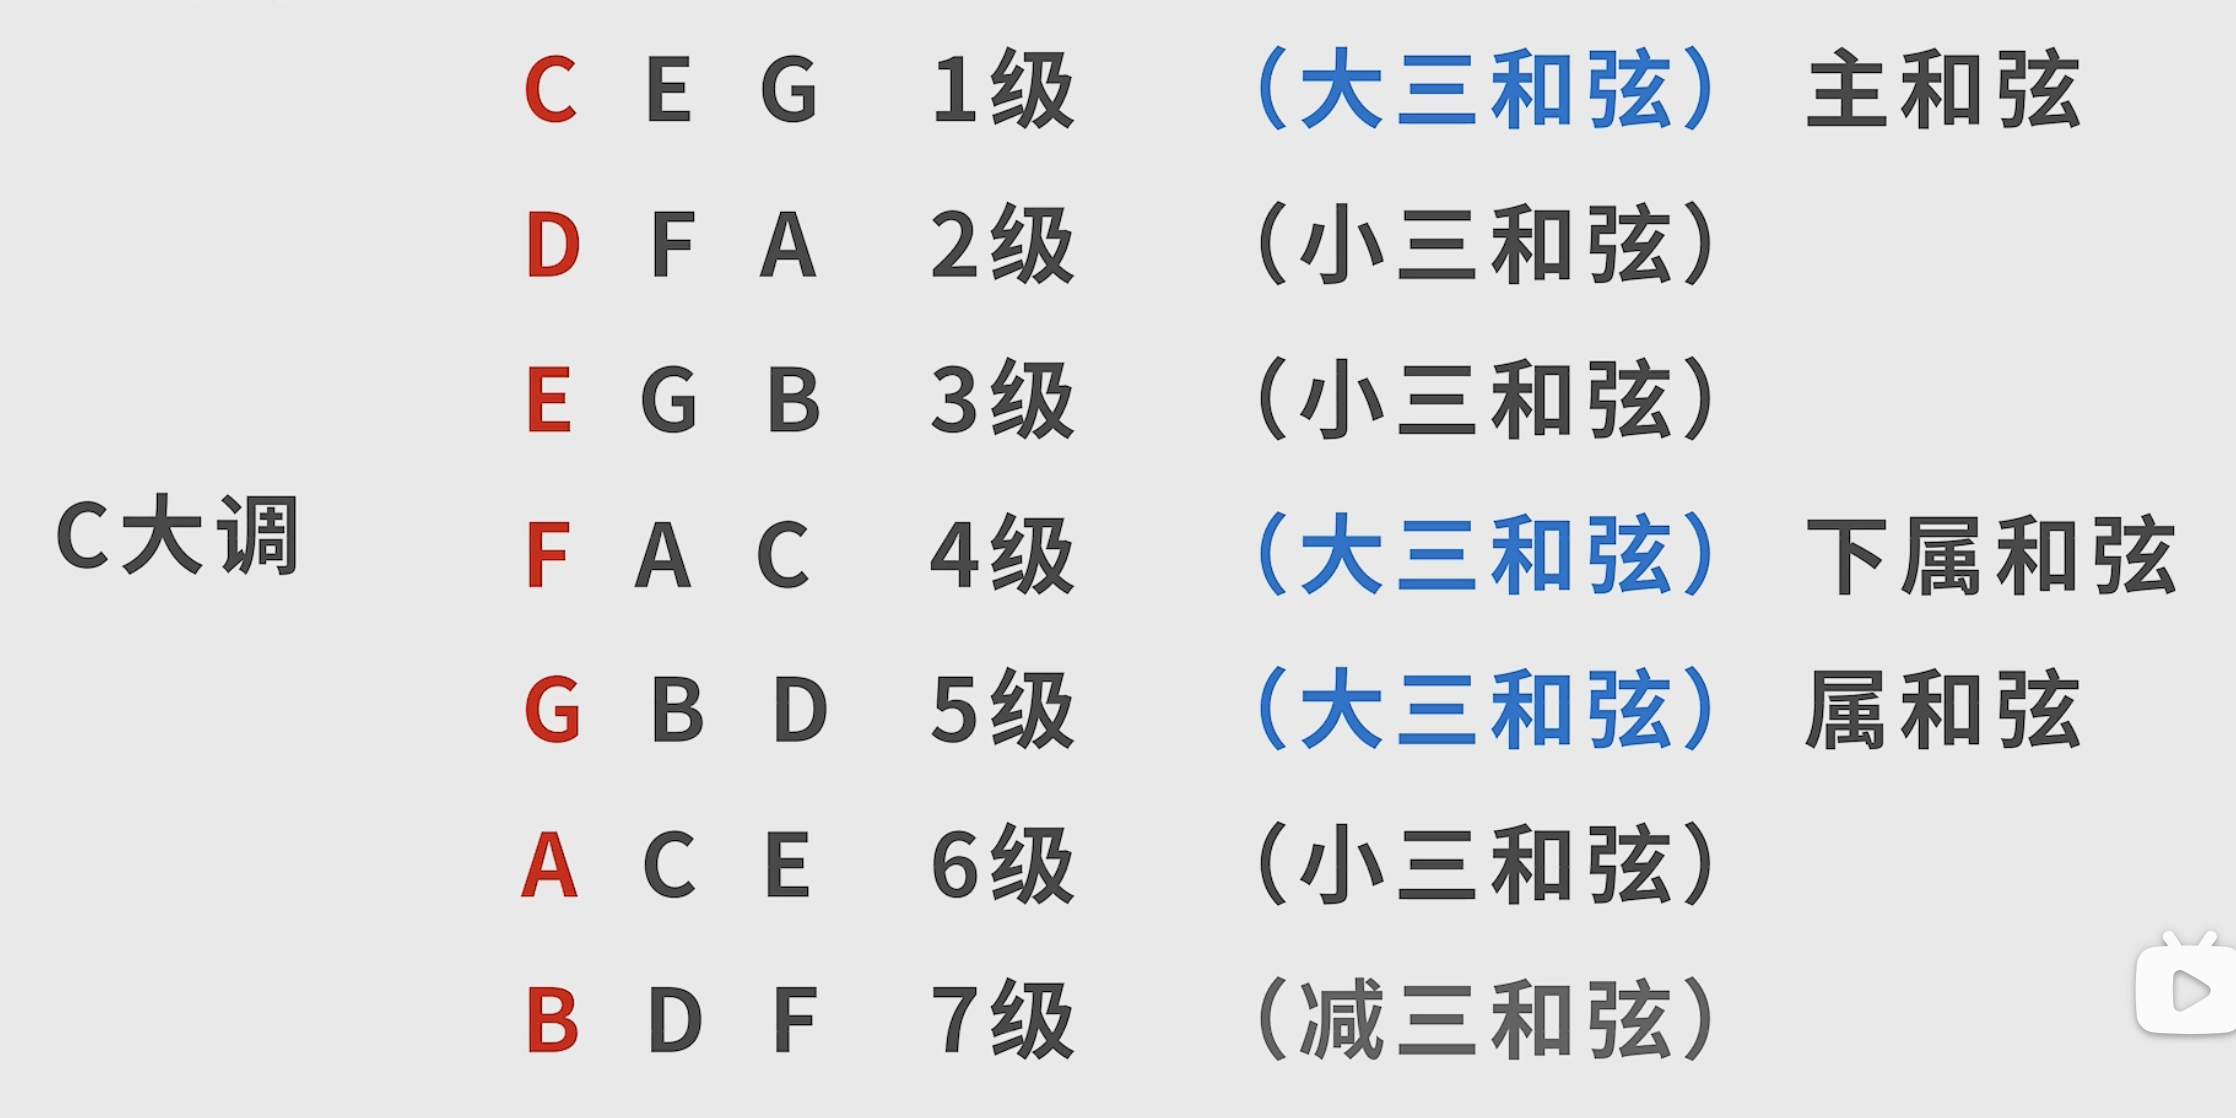 C E G 1级 （大三和弦） 主和弦
D F A 2级 （小三和弦）
E G B 3级 （小三和弦）
C大调
F A C 4级 （大三和弦） 下属和弦
G B D 5级 （大三和弦） 属和弦
A C E 6级 （小三和弦）
B D F 7级 （减三和弦）